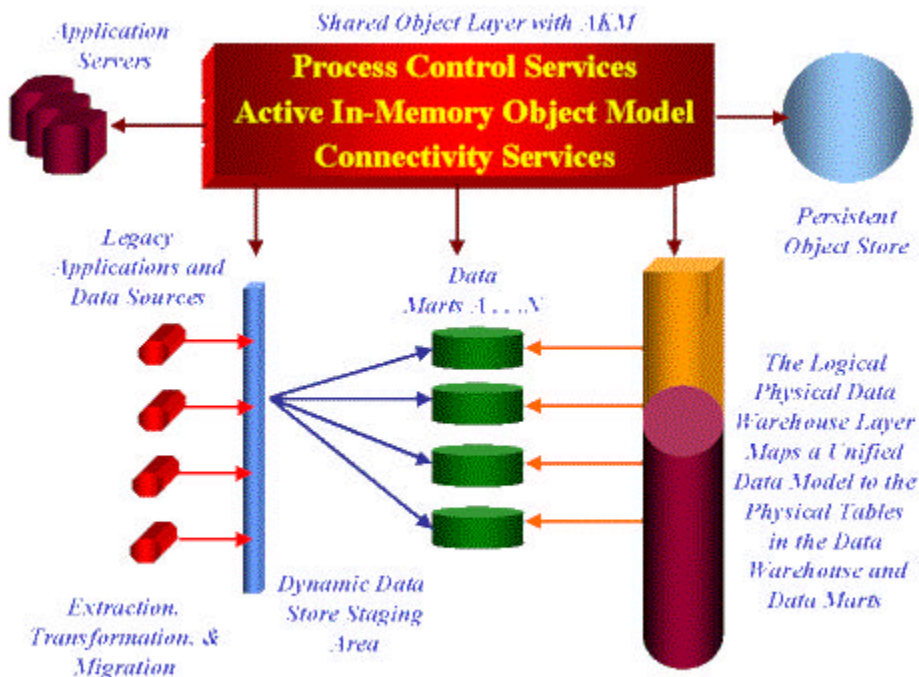 Shared Object Layer with AKM
Application
Servers
Process Control Services
Active In-Memory Object Model
Connectivity Services
Persistent
Object Store
Legacy
Applications and
Data Sources
Data
Marts A . . .N
The Logical
Physical Data
Warehouse Layer
Maps a Unified
Data Model to the
Physical Tables
in the Data
Warehouse and
Data Marts
Dynamic Data
Store Staging
Area
Extraction,
Transformation, &
Migration